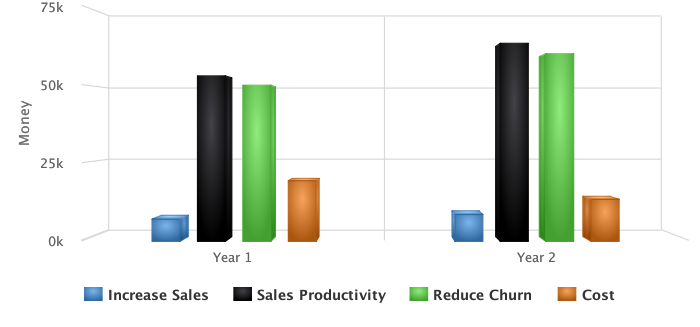 75k
50k
25k
0k
Money
Year 1 Year 2
Increase Sales Sales Productivity Reduce Churn Cost